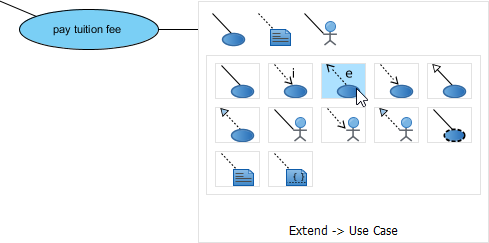 pay tuition fee
i
e
{ }
Extend -> Use Case